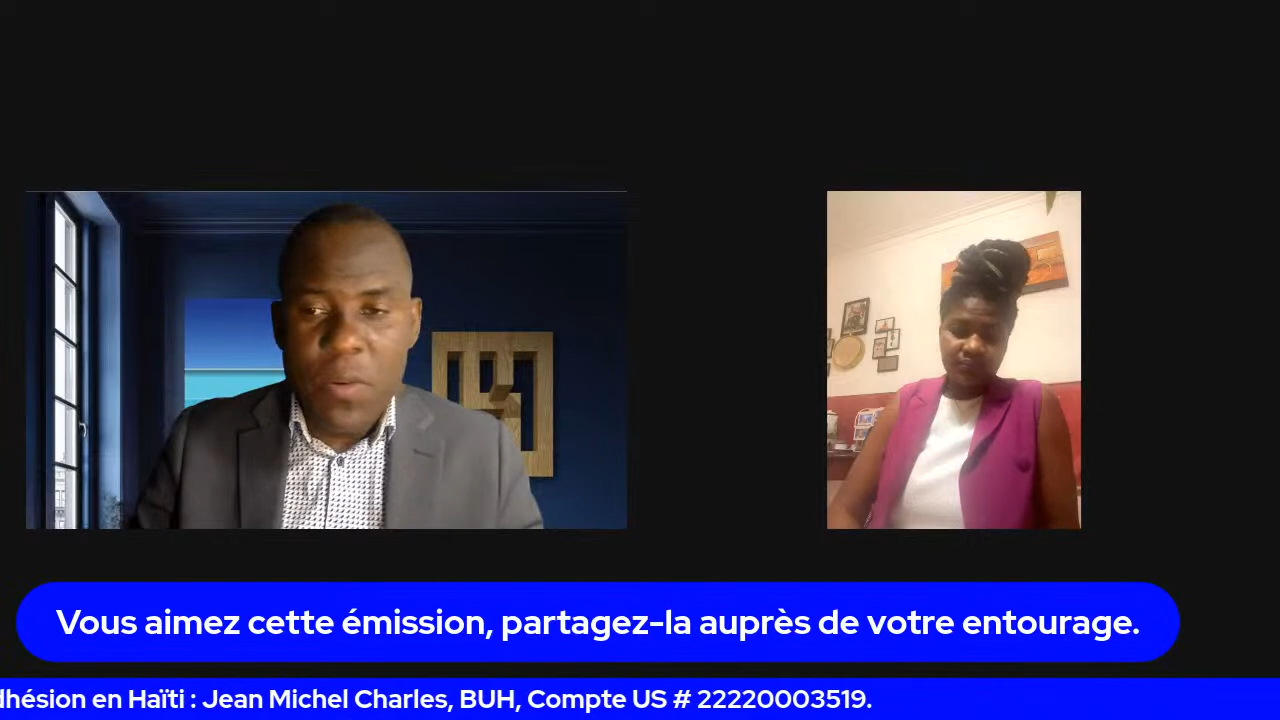 Vous aimez cette émission, partagez-la auprès de votre entourage.
dhésion en Haïti : Jean Michel Charles, BUH, Compte US # 22220003519.